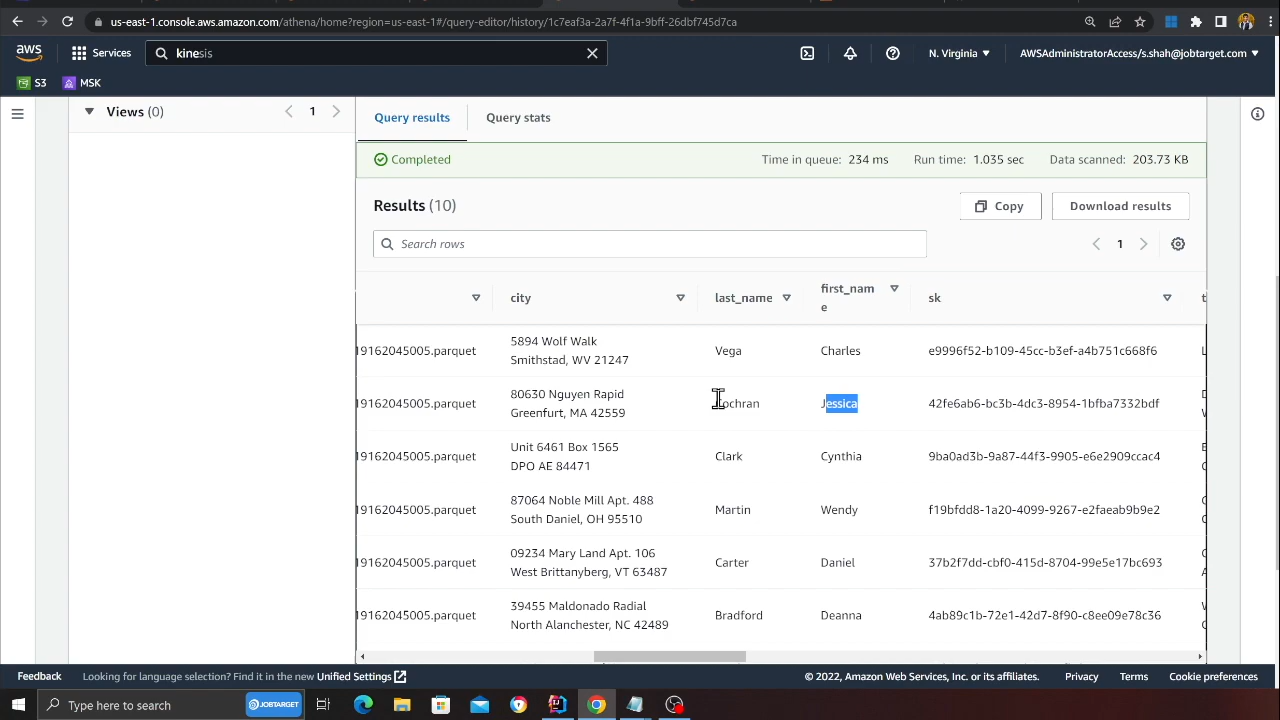 us-east-1.console.aws.amazon.com/athena/home?region=us-east-1#/query-editor/history/1c7eaf3a-2a7f-4f1a-9bff-26dbf745d7ca
aws
Services
kinesis
N. Virginia
AWSAdministratorAccess/s.shah@jobtarget.com
S3
MSK
Views (0)
1
Query results
Query stats
Completed
Time in queue: 234 ms
Run time: 1.035 sec
Data scanned: 203.73 KB
Results (10)
Copy
Download results
Search rows
1
city
last_name
first_nam
e
sk
t
19162045005.parquet
5894 Wolf Walk
Smithstad, WV 21247
Vega
Charles
e9996f52-b109-45cc-b3ef-a4b751c668f6
19162045005.parquet
80630 Nguyen Rapid
Greenfurt, MA 42559
Cochran
Jessica
42fe6ab6-bc3b-4dc3-8954-1bfba7332bdf
19162045005.parquet
Unit 6461 Box 1565
DPO AE 84471
Clark
Cynthia
9ba0ad3b-9a87-44f3-9905-e6e2909ccac4
19162045005.parquet
87064 Noble Mill Apt. 488
South Daniel, OH 95510
Martin
Wendy
f19bfdd8-1a20-4099-9267-e2faeab9b9e2
19162045005.parquet
09234 Mary Land Apt. 106
West Brittanyberg, VT 63487
Carter
Daniel
37b2f7dd-cbf0-415d-8704-99e5e17bc693
19162045005.parquet
39455 Maldonado Radial
North Alanchester, NC 42489
Bradford
Deanna
4ab89c1b-72e1-42d7-8f90-c8ee09e78c36
Feedback
Looking for language selection? Find it in the new Unified Settings
© 2022, Amazon Web Services, Inc. or its affiliates.
Privacy
Terms
Cookie preferences
Type here to search
JOBTARGET